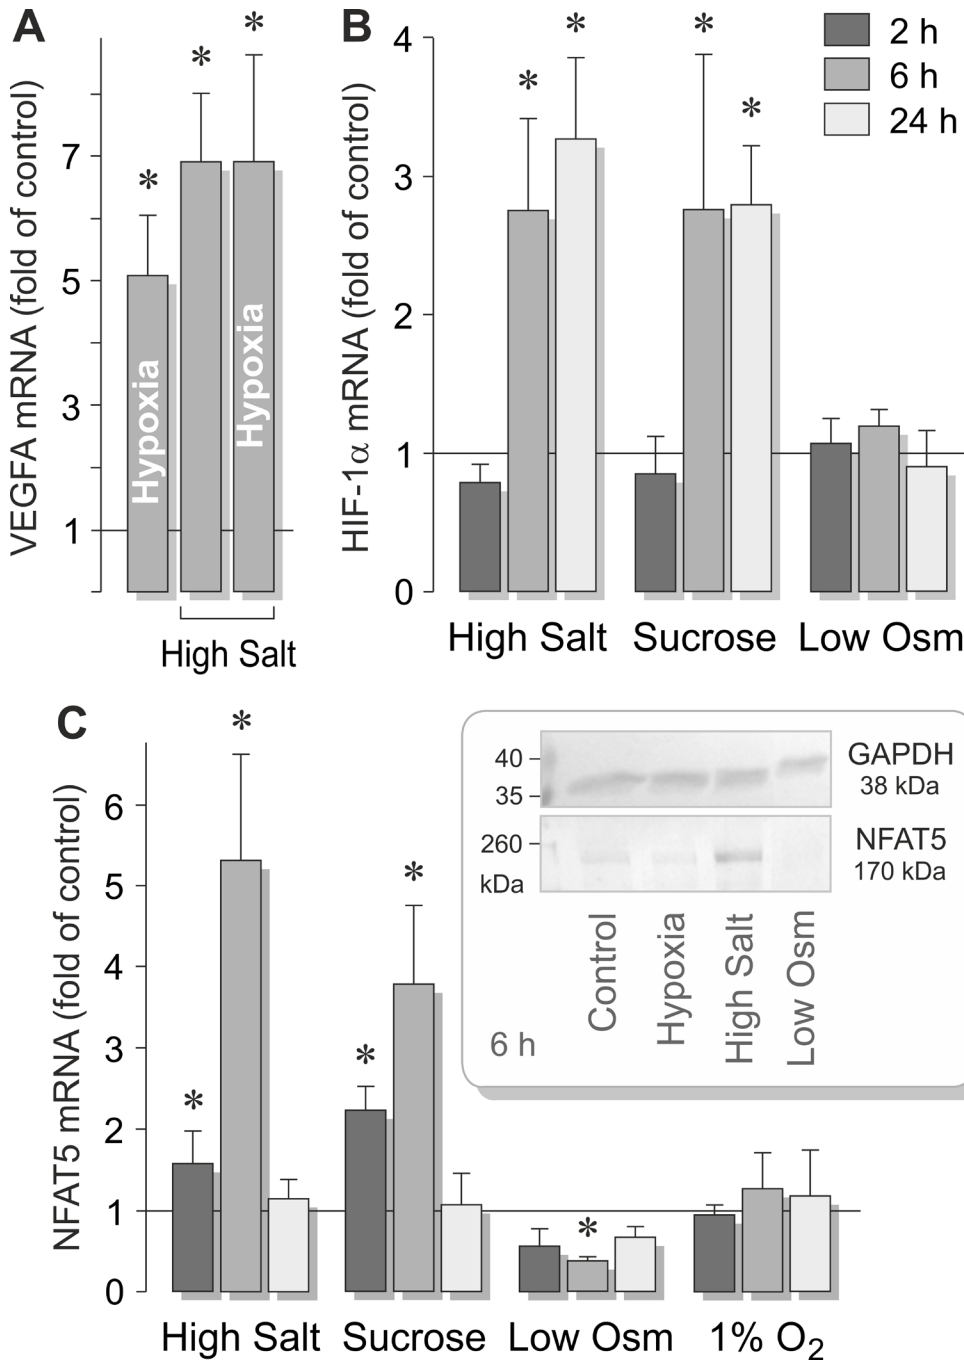 A
VEGFA mRNA (fold of control)
7
5
3
1
*
*
*
Hypoxia
Hypoxia
High Salt
B
HIF-1α mRNA (fold of control)
4
3
2
1
0
*
*
*
*
2 h
6 h
24 h
High Salt Sucrose Low Osm
C
NFAT5 mRNA (fold of control)
6
5
4
3
2
1
0
*
*
*
*
*
High Salt Sucrose Low Osm 1% O₂
40
35
GAPDH
38 kDa
260
kDa
NFAT5
170 kDa
Control
Hypoxia
High Salt
Low Osm
6 h